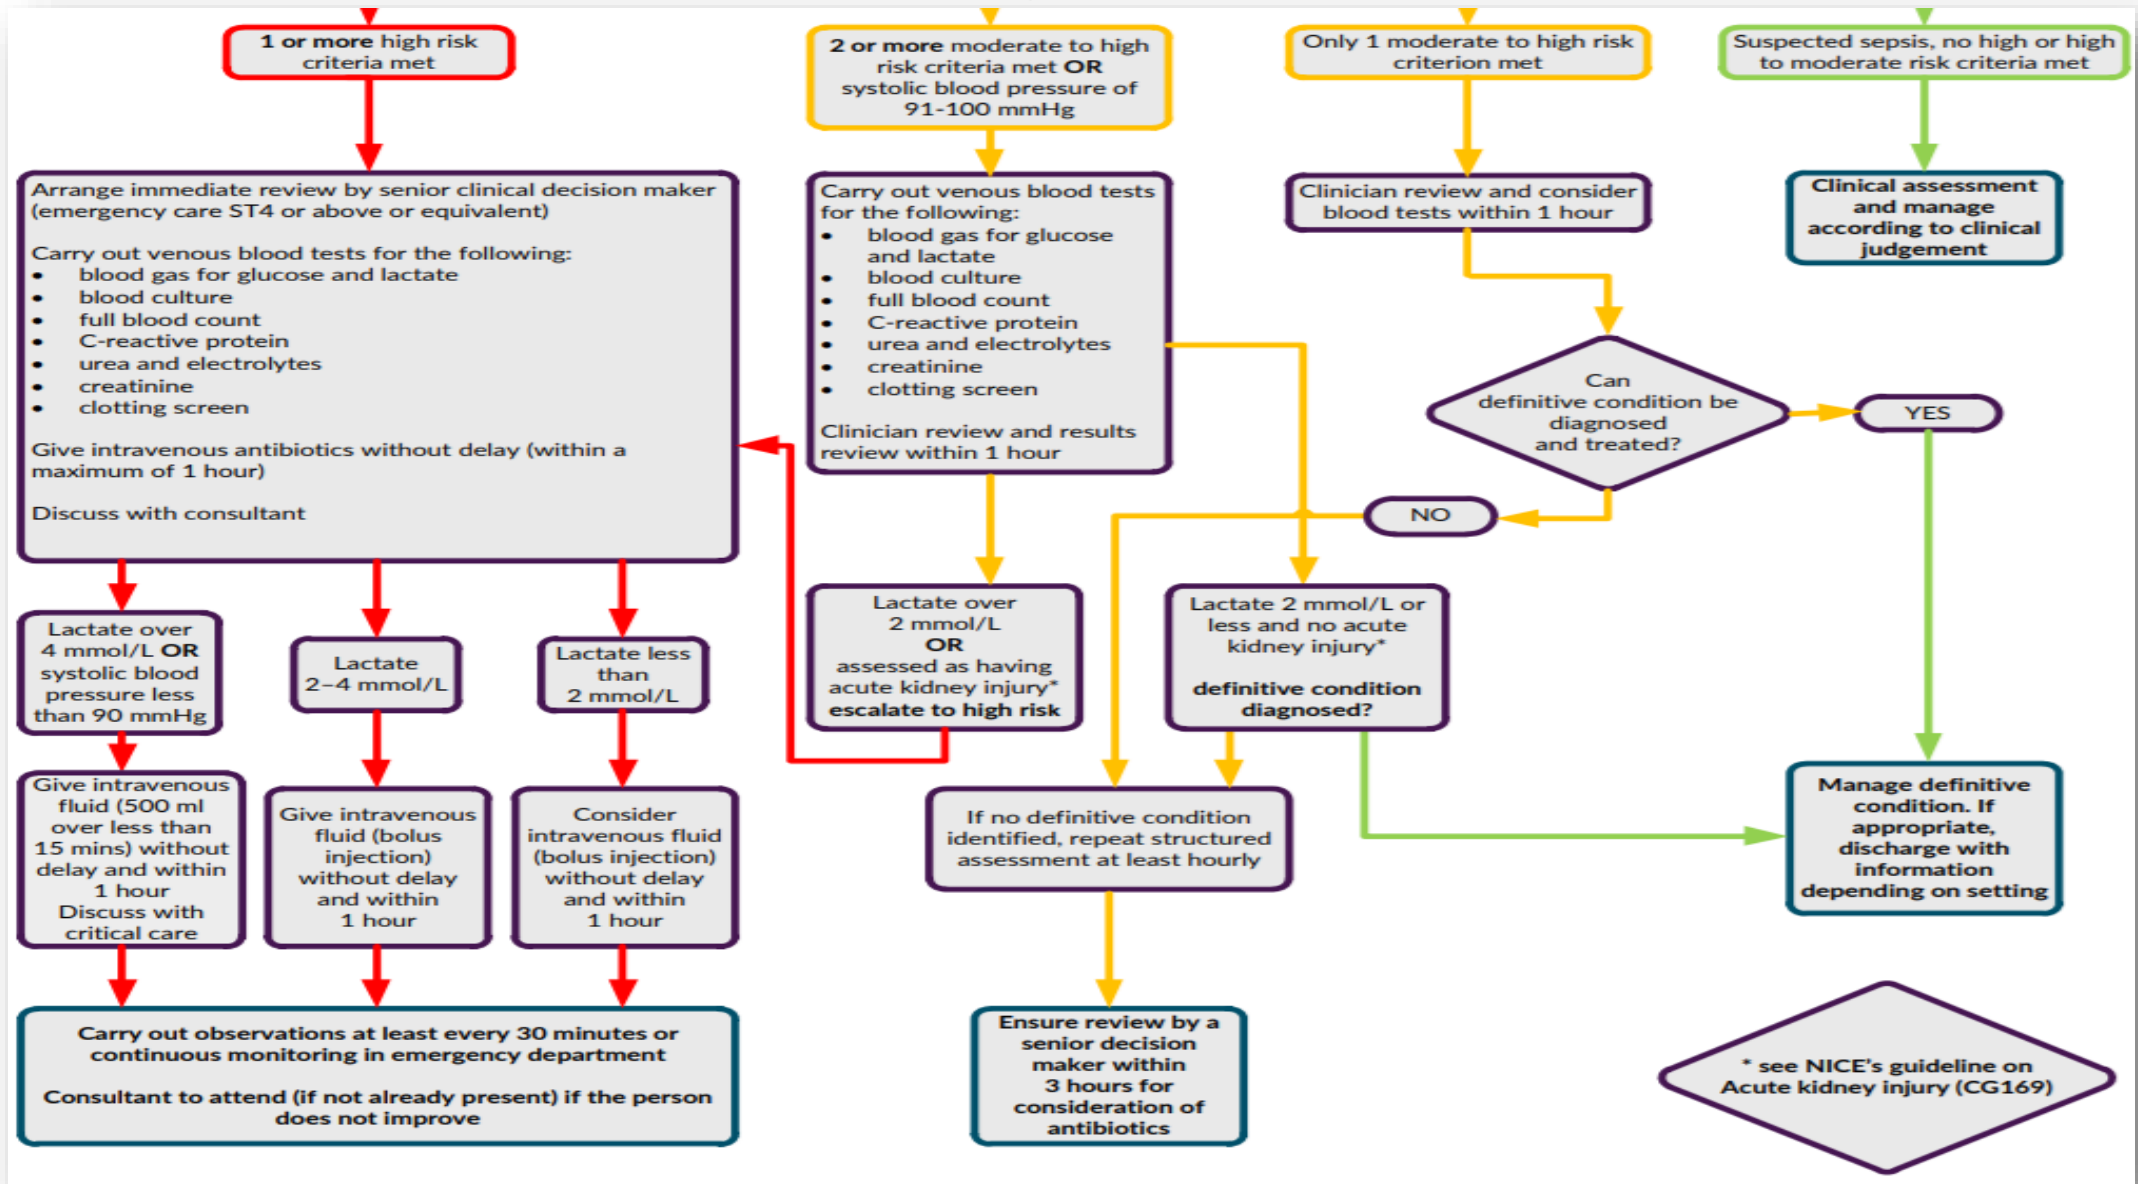 1 or more high risk
criteria met
2 or more moderate to high
risk criteria met OR
systolic blood pressure of
91-100 mmHg
Only 1 moderate to high risk
criterion met
Suspected sepsis, no high or high
to moderate risk criteria met
Arrange immediate review by senior clinical decision maker
(emergency care ST4 or above or equivalent)
Carry out venous blood tests for the following:
• blood gas for glucose and lactate
• blood culture
• full blood count
• C-reactive protein
• urea and electrolytes
• creatinine
• clotting screen
Give intravenous antibiotics without delay (within a
maximum of 1 hour)
Discuss with consultant
Carry out venous blood tests
for the following:
• blood gas for glucose
and lactate
• blood culture
• full blood count
• C-reactive protein
• urea and electrolytes
• creatinine
• clotting screen
Clinician review and results
review within 1 hour
Clinician review and consider
blood tests within 1 hour
Clinical assessment
and manage
according to clinical
judgement
Can
definitive condition be
diagnosed
and treated?
YES
NO
Lactate over
4 mmol/L OR
systolic blood
pressure less
than 90 mmHg
Lactate
2–4 mmol/L
Lactate less
than
2 mmol/L
Lactate over
2 mmol/L
OR
assessed as having
acute kidney injury*
escalate to high risk
Lactate 2 mmol/L or
less and no acute
kidney injury*
definitive condition
diagnosed?
Give intravenous
fluid (500 ml
over less than
15 mins) without
delay and within
1 hour
Discuss with
critical care
Give intravenous
fluid (bolus
injection)
without delay
and within
1 hour
Consider
intravenous fluid
(bolus injection)
without delay
and within
1 hour
If no definitive condition
identified, repeat structured
assessment at least hourly
Manage definitive
condition. If
appropriate,
discharge with
information
depending on setting
Carry out observations at least every 30 minutes or
continuous monitoring in emergency department
Consultant to attend (if not already present) if the person
does not improve
Ensure review by a
senior decision
maker within
3 hours for
consideration of
antibiotics
* see NICE's guideline on
Acute kidney injury (CG169)